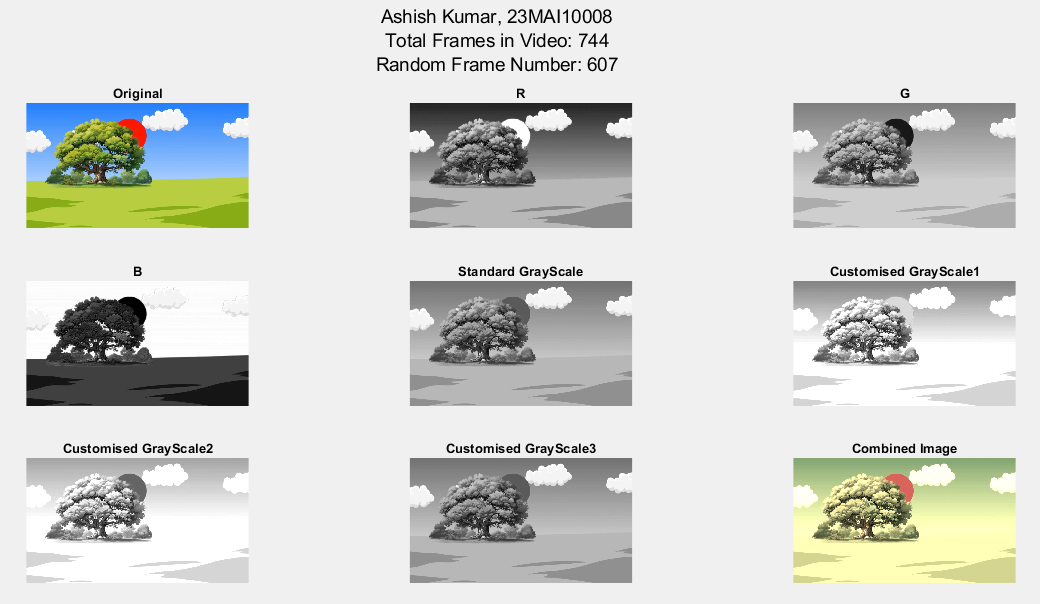 Ashish Kumar, 23MAI10008
Total Frames in Video: 744
Random Frame Number: 607
Original
R
G
B
Standard GrayScale
Customised GrayScale1
Customised GrayScale2
Customised GrayScale3
Combined Image